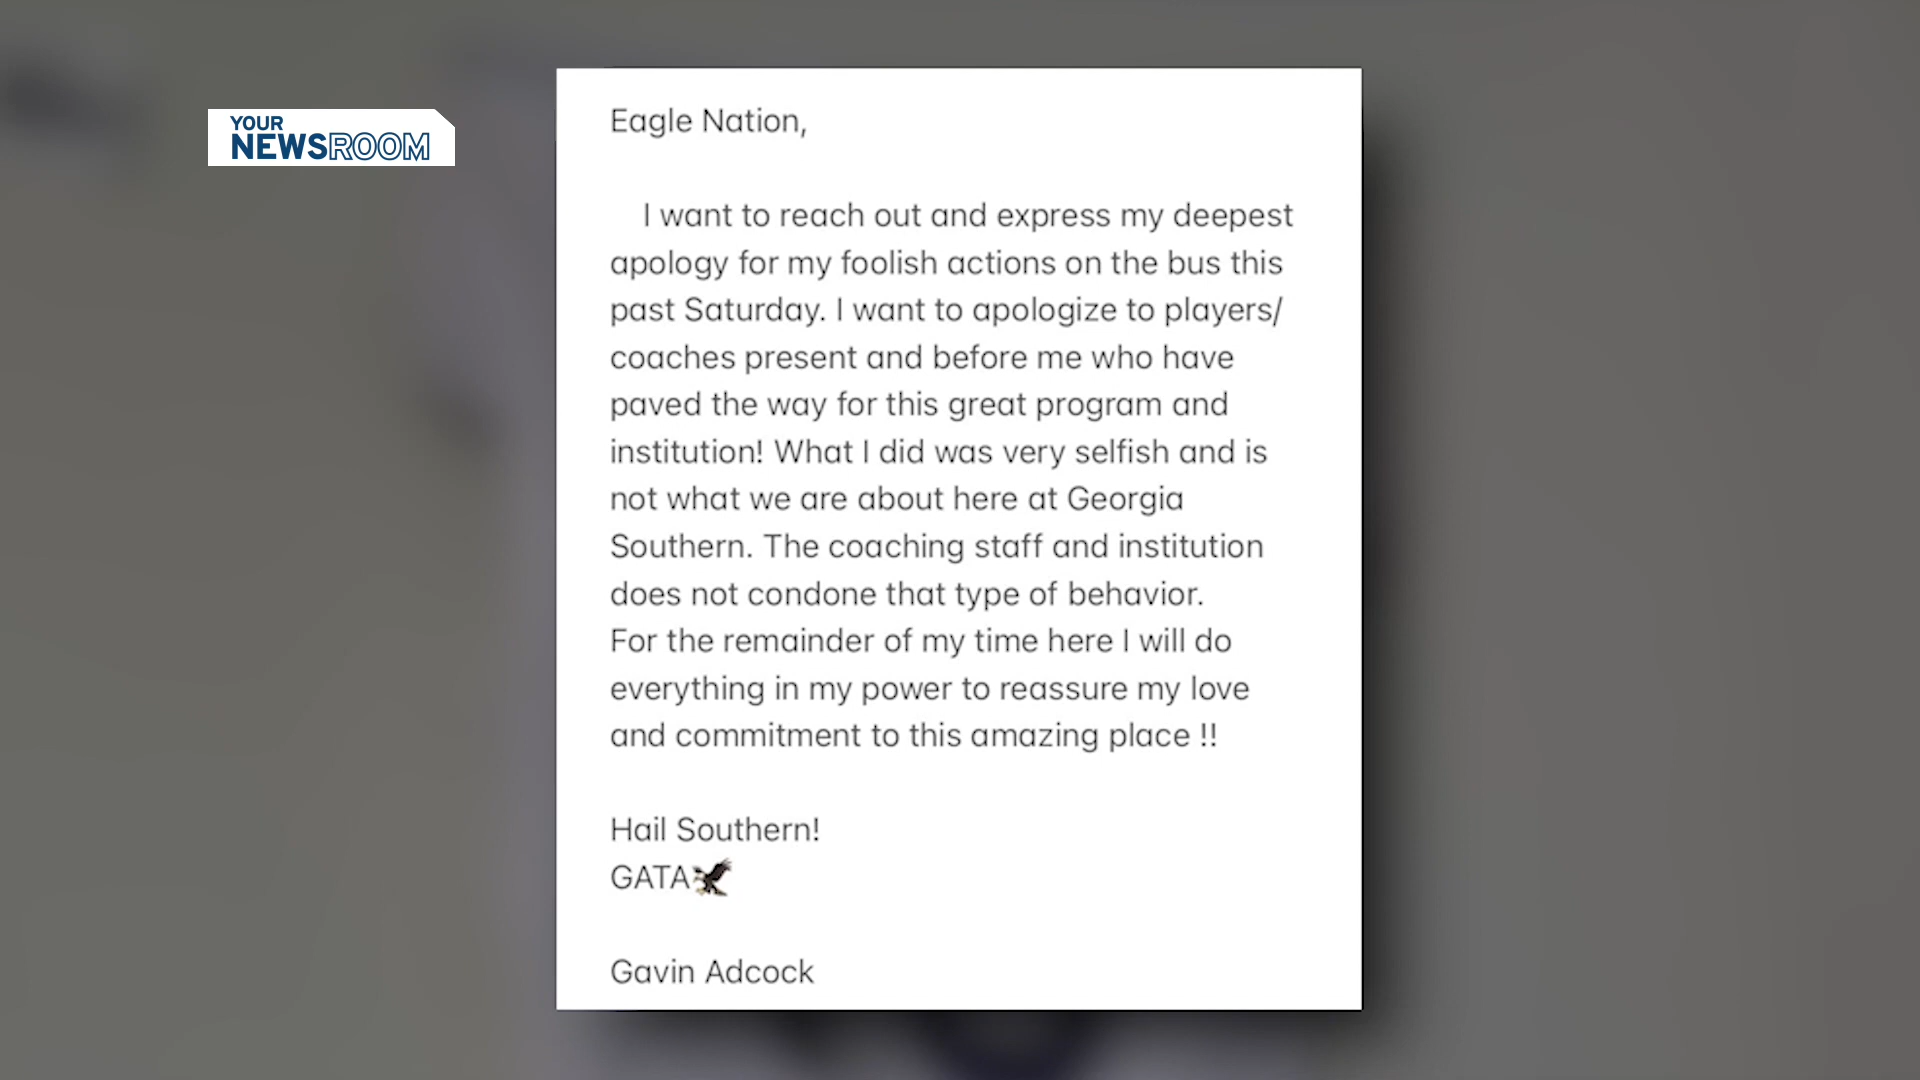 YOUR
NEWSROOM
Eagle Nation,
I want to reach out and express my deepest
apology for my foolish actions on the bus this
past Saturday. I want to apologize to players/
coaches present and before me who have
paved the way for this great program and
institution! What I did was very selfish and is
not what we are about here at Georgia
Southern. The coaching staff and institution
does not condone that type of behavior.
For the remainder of my time here I will do
everything in my power to reassure my love
and commitment to this amazing place !!
Hail Southern!
GATA🦅
Gavin Adcock